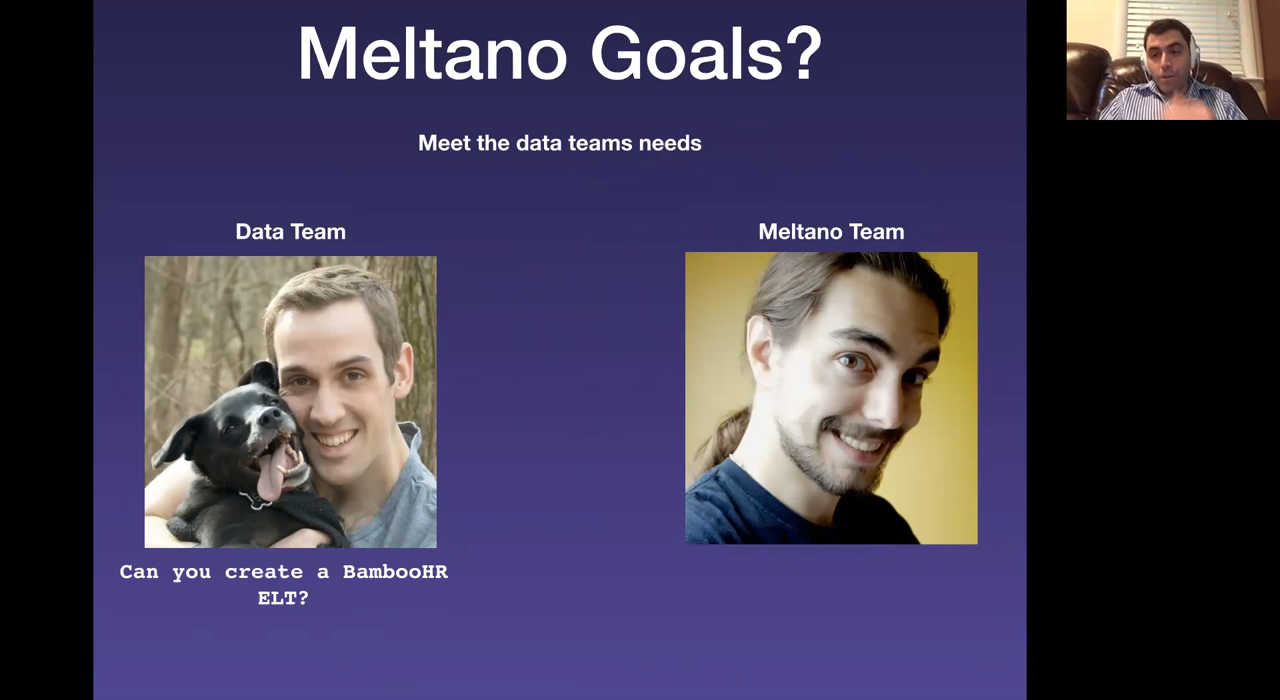 Meltano Goals?
Meet the data teams needs
Data Team
Meltano Team
Can you create a BambooHR
ELT?